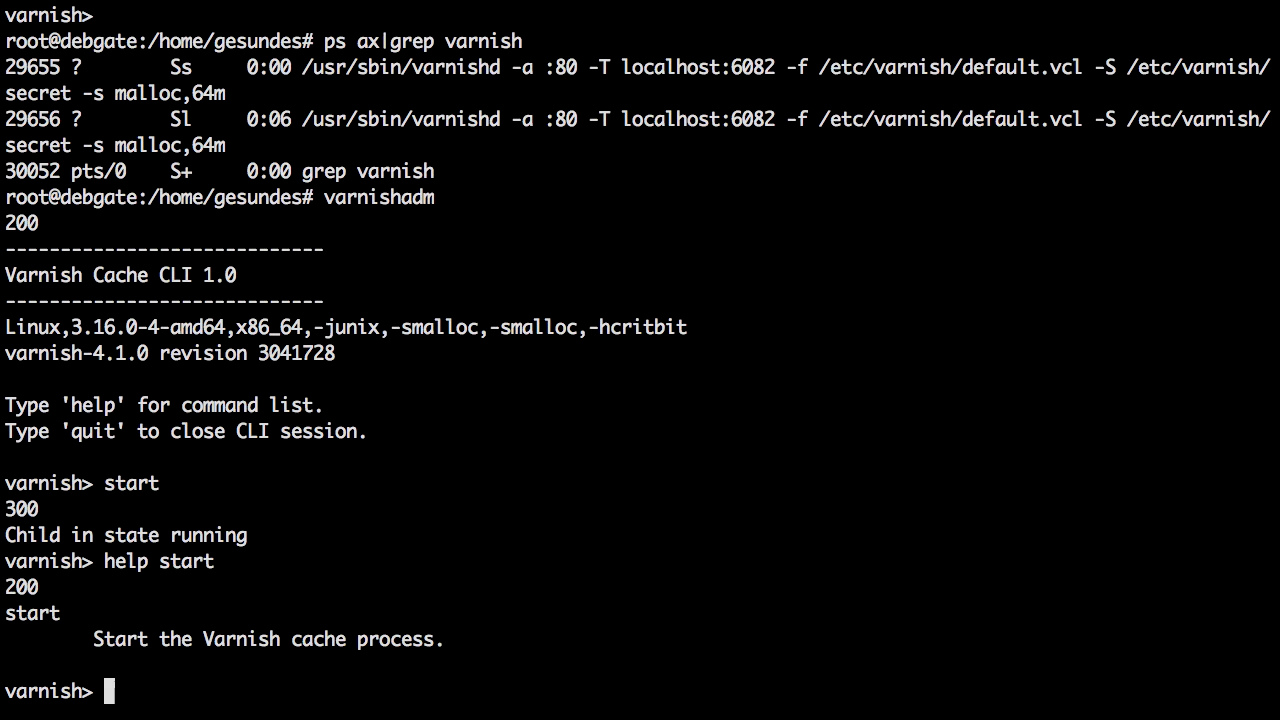 varnish>
root@debgate:/home/gesundes# ps ax|grep varnish
29655 ?        Ss     0:00 /usr/sbin/varnishd -a :80 -T localhost:6082 -f /etc/varnish/default.vcl -S /etc/varnish/
secret -s malloc,64m
29656 ?        Sl     0:06 /usr/sbin/varnishd -a :80 -T localhost:6082 -f /etc/varnish/default.vcl -S /etc/varnish/
secret -s malloc,64m
30052 pts/0    S+     0:00 grep varnish
root@debgate:/home/gesundes# varnishadm
200
-----------------------------
Varnish Cache CLI 1.0
-----------------------------
Linux,3.16.0-4-amd64,x86_64,-junix,-smalloc,-smalloc,-hcritbit
varnish-4.1.0 revision 3041728

Type 'help' for command list.
Type 'quit' to close CLI session.

varnish> start
300
Child in state running
varnish> help start
200
start
        Start the Varnish cache process.

varnish>